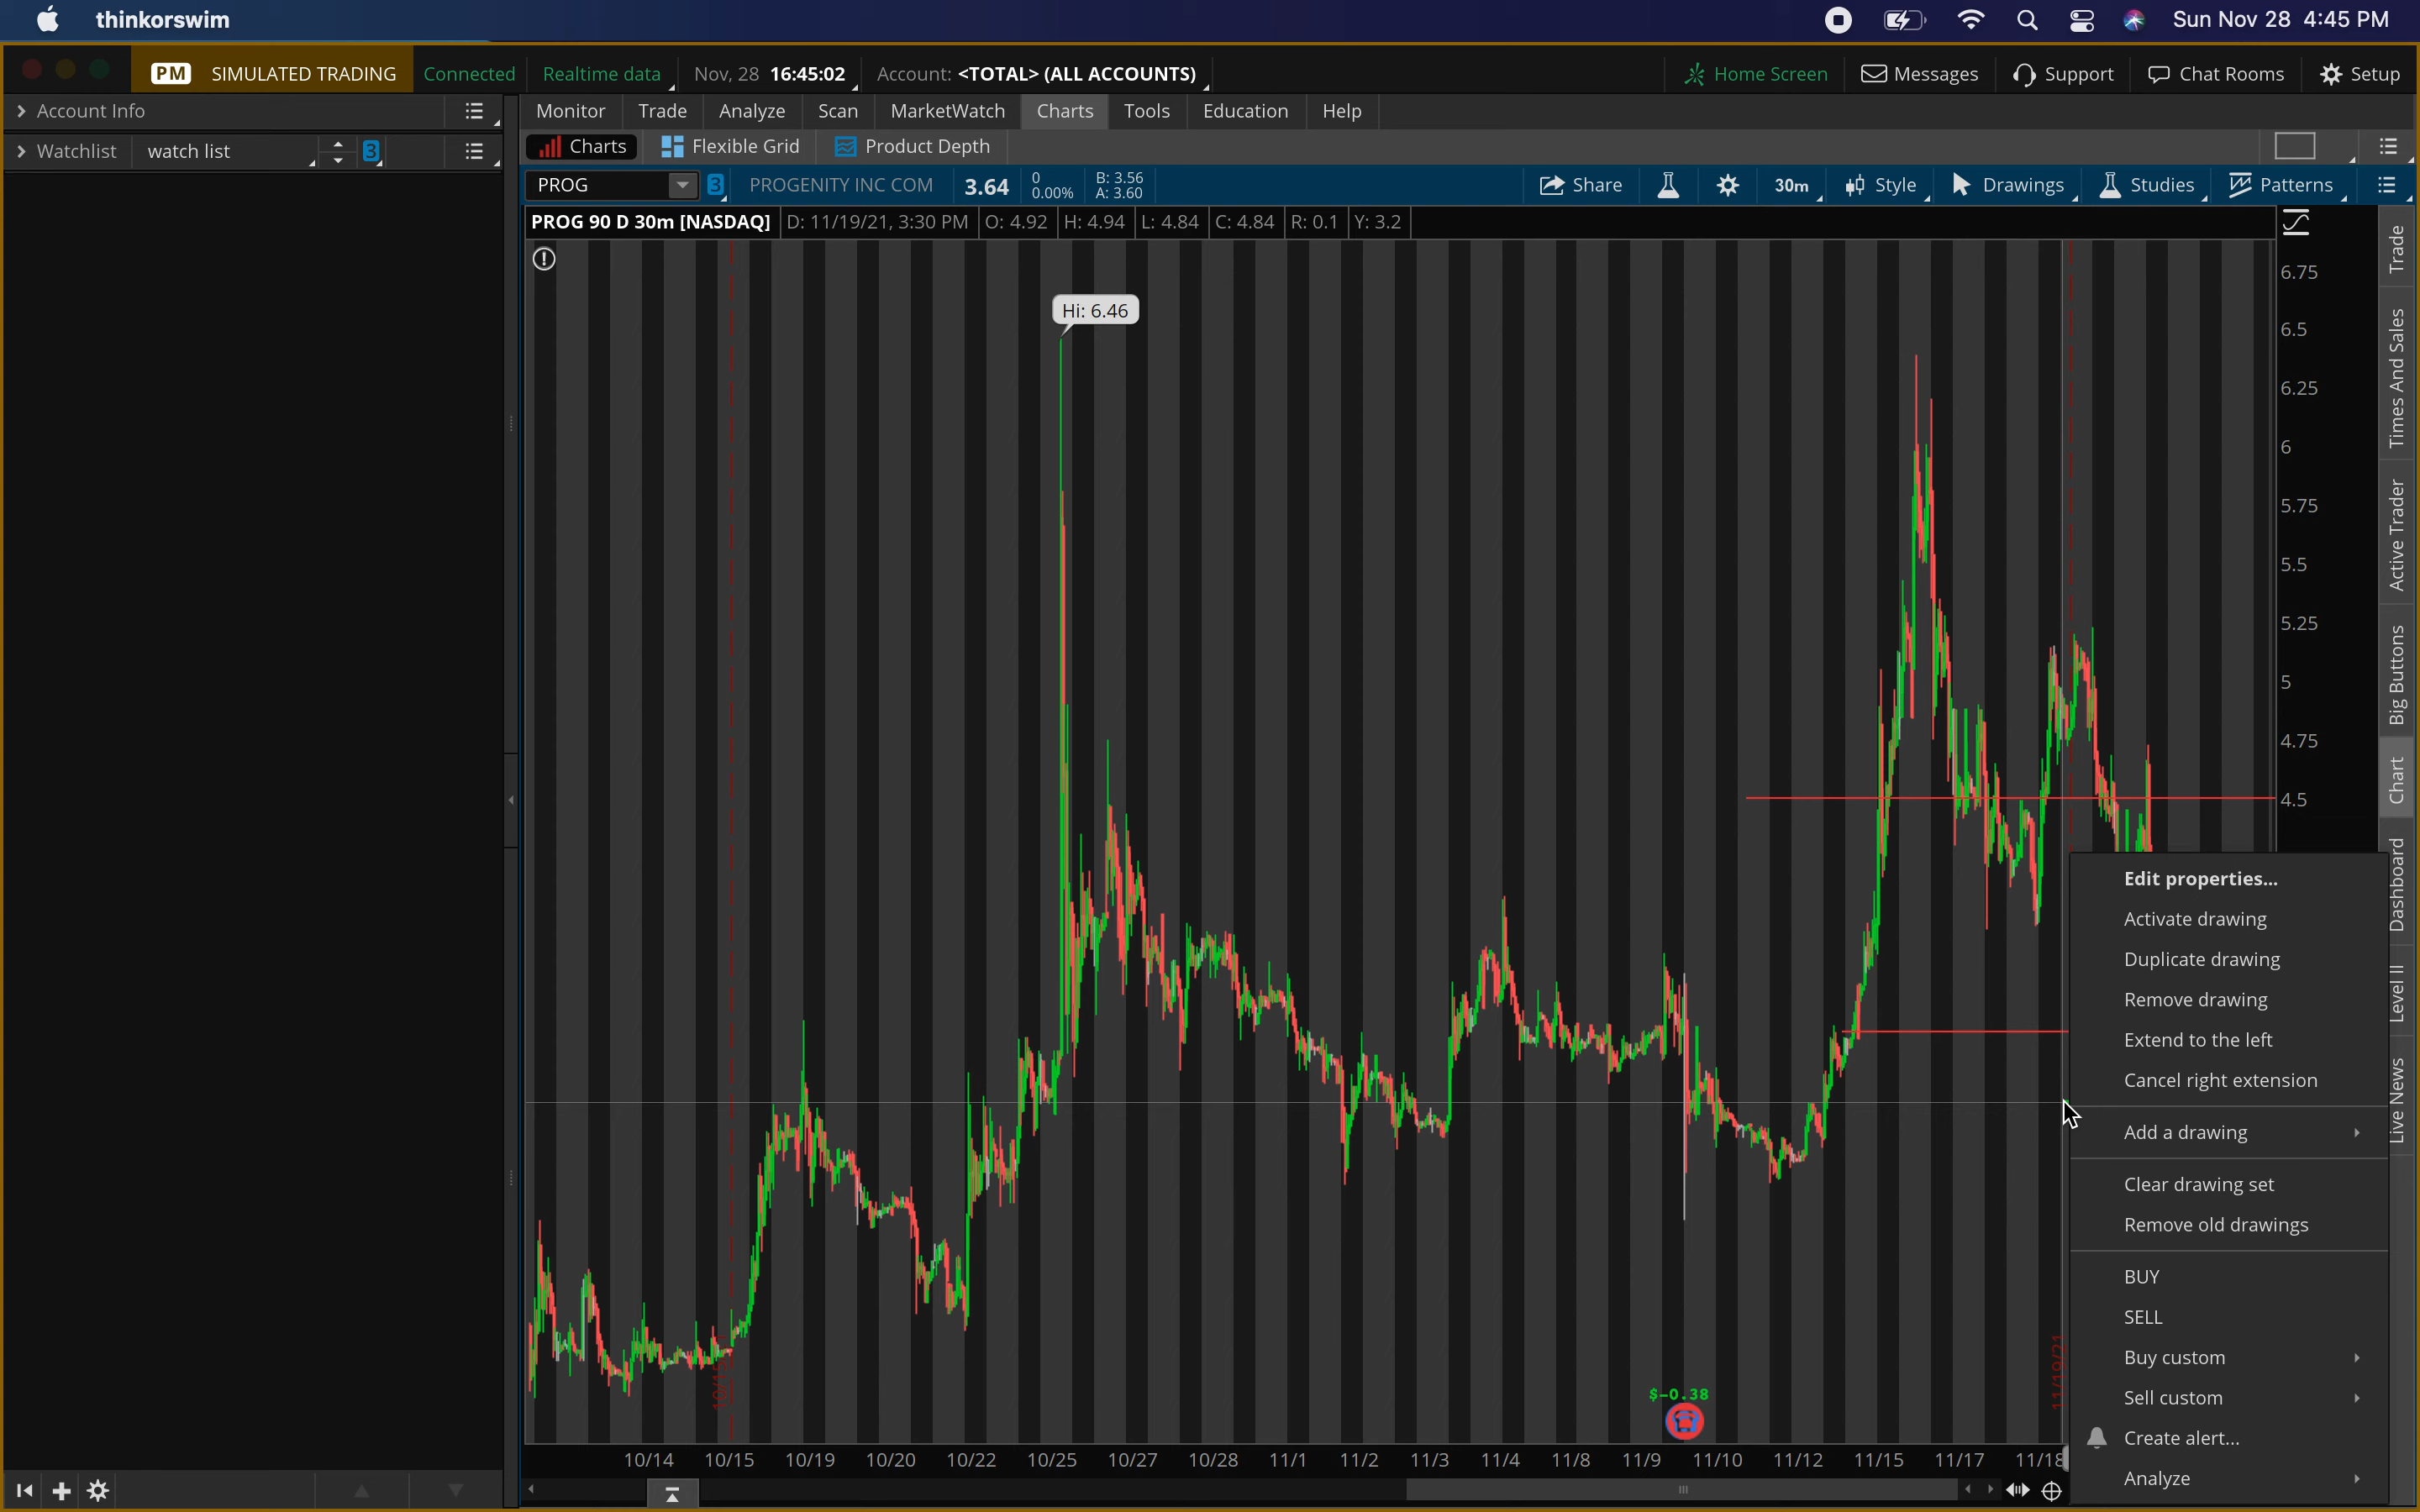 thinkorswim
Sun Nov 28 4:45 PM
PM SIMULATED TRADING Connected Realtime data Nov, 28 16:45:02 Account: <TOTAL> (ALL ACCOUNTS) Home Screen Messages Support Chat Rooms Setup
Account Info
Monitor Trade Analyze Scan MarketWatch Charts Tools Education Help
Watchlist watch list 3
Charts Flexible Grid Product Depth
PROG 3 PROGENITY INC COM 3.64 0 0.00% B: 3.56 A: 3.60 Share 30m Style Drawings Studies Patterns
PROG 90 D 30m [NASDAQ] D: 11/19/21, 3:30 PM O: 4.92 H: 4.94 L: 4.84 C: 4.84 R: 0.1 Y: 3.2
Hi: 6.46
6.75
6.5
6.25
6
5.75
5.5
5.25
5
4.75
4.5
Trade
Times And Sales
Active Trader
Big Buttons
Chart
Dashboard
Level II
Live News
Edit properties...
Activate drawing
Duplicate drawing
Remove drawing
Extend to the left
Cancel right extension
Add a drawing
Clear drawing set
Remove old drawings
BUY
SELL
Buy custom
Sell custom
Create alert...
Analyze
11/19/21
$-0.38
10/14 10/15 10/19 10/20 10/22 10/25 10/27 10/28 11/1 11/2 11/3 11/4 11/8 11/9 11/10 11/12 11/15 11/17 11/18